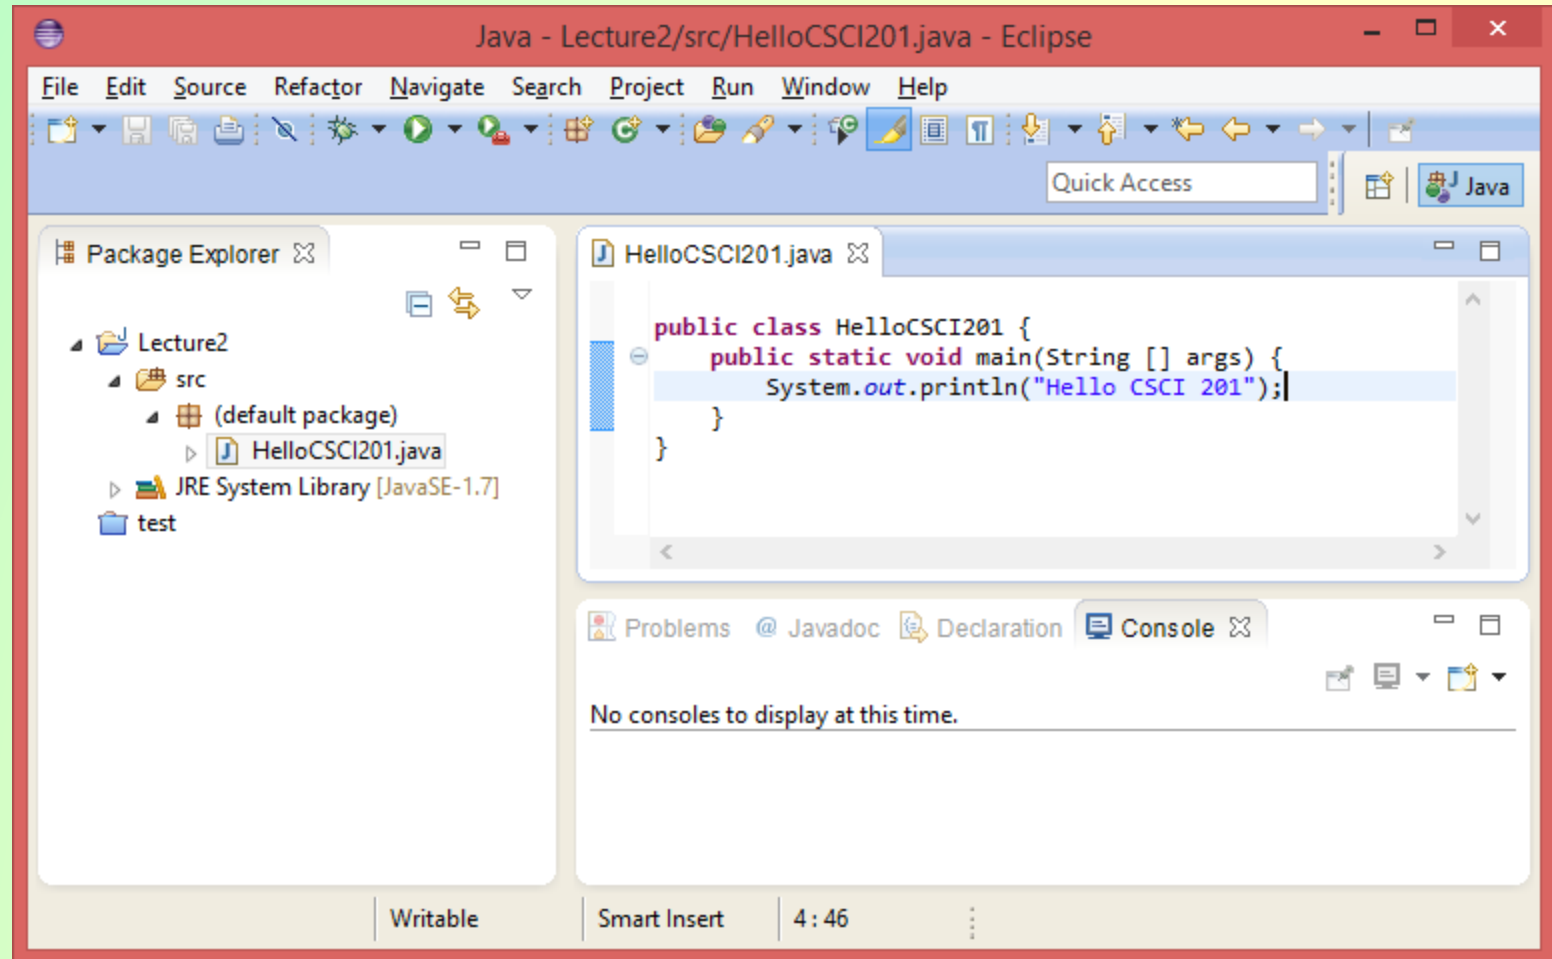 Java - Lecture2/src/HelloCSCI201.java - Eclipse
File Edit Source Refactor Navigate Search Project Run Window Help
Quick Access
Java
Package Explorer
Lecture2
src
(default package)
HelloCSCI201.java
JRE System Library [JavaSE-1.7]
test
HelloCSCI201.java
public class HelloCSCI201 {
public static void main(String [] args) {
System.out.println("Hello CSCI 201");
}
}
Problems @ Javadoc Declaration Console
No consoles to display at this time.
Writable Smart Insert 4 : 46